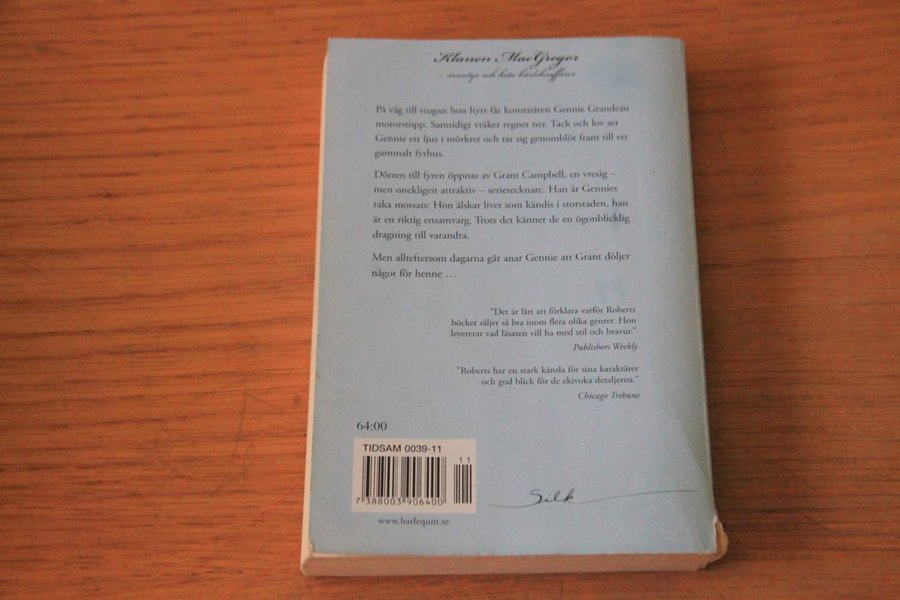 Klanen MacGregor
– äventyr och heta kärleksaffärer
På väg till stugan hon hyrt får konstnären Gennie Grandeau
motorstopp. Samtidigt vräker regnet ner. Tack och lov ser
Gennie ett ljus i mörkret och tar sig genomblöt fram till ett
gammalt fyrhus.
Dörren till fyren öppnas av Grant Campbell, en vresig –
men onekligen attraktiv – serietecknare. Han är Gennies
raka motsats: Hon älskar livet som kändis i storstaden, han
är en riktig ensamvarg. Trots det känner de en ögonblicklig
dragning till varandra.
Men allteftersom dagarna går anar Gennie att Grant döljer
något för henne ...
"Det är lätt att förklara varför Roberts
böcker säljer så bra inom flera olika genrer. Hon
levererar vad läsaren vill ha med stil och bravur."
Publishers Weekly
"Roberts har en stark känsla för sina karaktärer
och god blick för de ekivoka detaljerna."
Chicago Tribune
64:00
TIDSAM 0039-11
11
7 388003 906400
www.harlequin.se
Silk